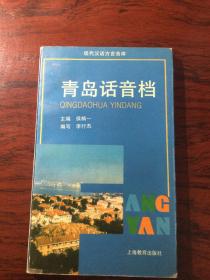 现代汉语方言音库
青岛话音档
QINGDAOHUA YINDANG
主编 侯精一
编写 李行杰
ANG
YAN
上海教育出版社